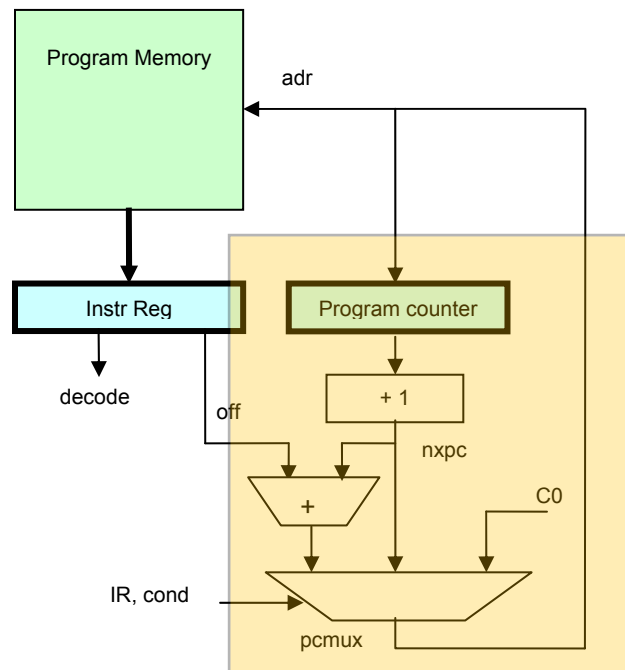 Program Memory
adr
Instr Reg
Program counter
decode
off
+ 1
nxpc
+
C0
IR, cond
pcmux